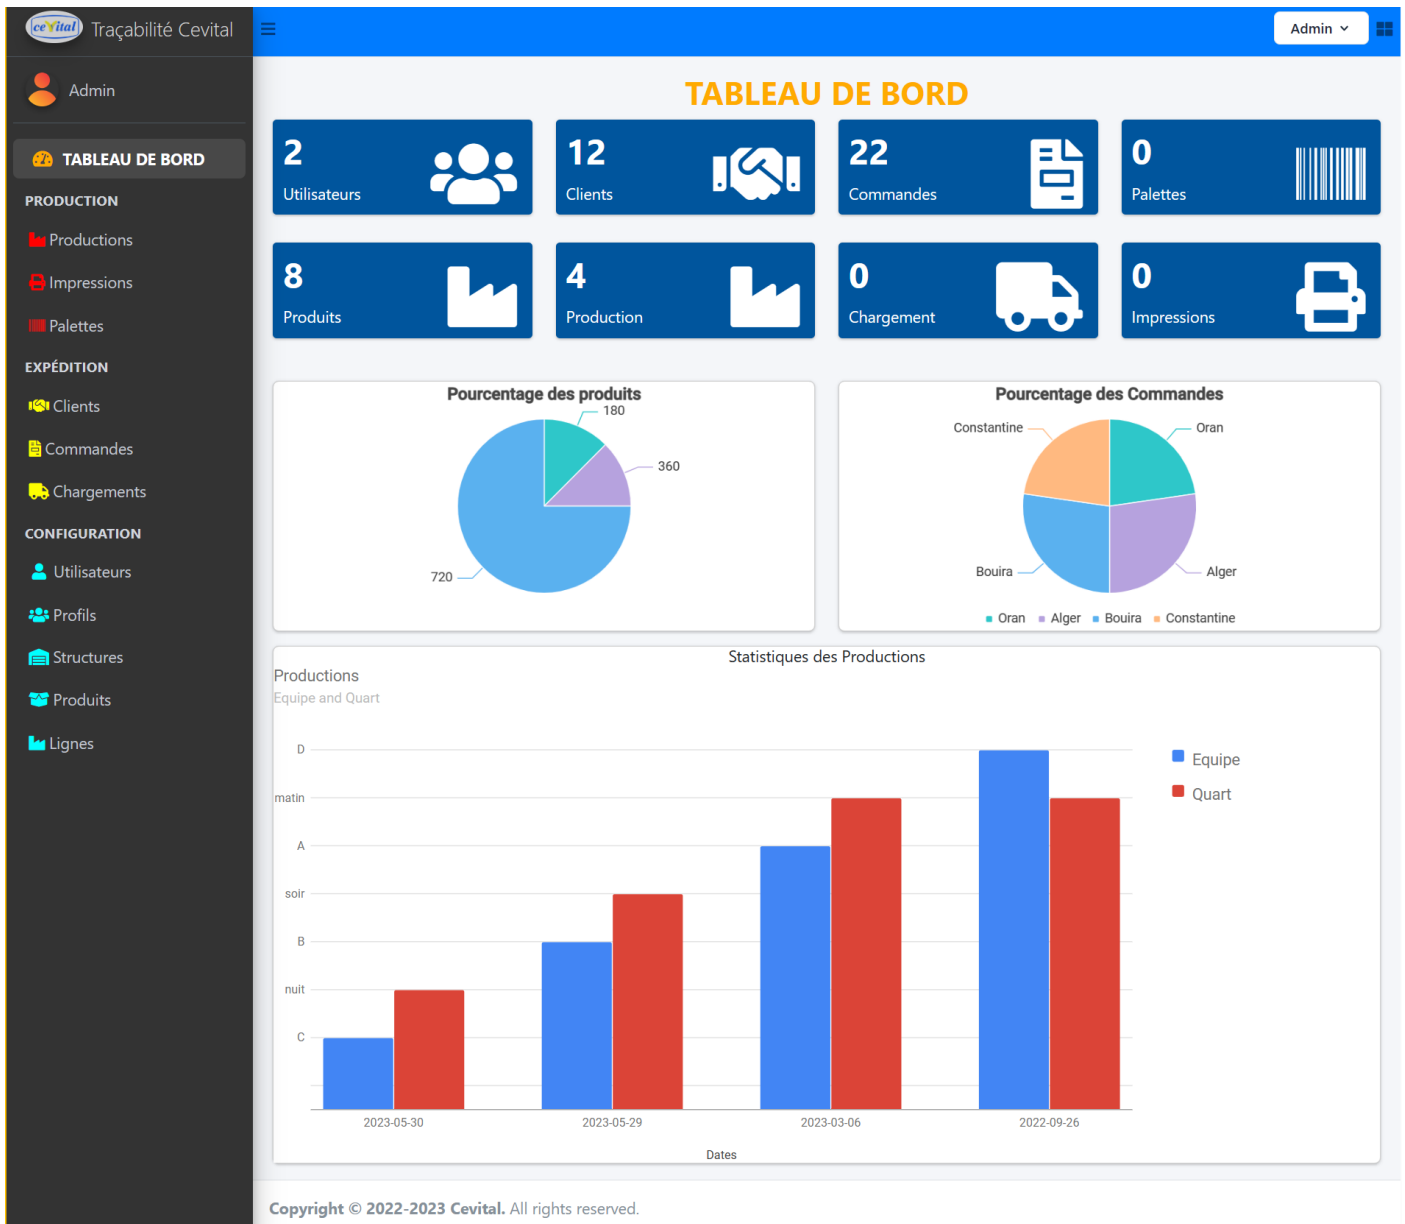 cevital Traçabilité Cevital
Admin
Admin
TABLEAU DE BORD
PRODUCTION
Productions
Impressions
Palettes
EXPÉDITION
Clients
Commandes
Chargements
CONFIGURATION
Utilisateurs
Profils
Structures
Produits
Lignes
TABLEAU DE BORD
2
Utilisateurs
12
Clients
22
Commandes
0
Palettes
8
Produits
4
Production
0
Chargement
0
Impressions
Pourcentage des produits
180
360
720
Pourcentage des Commandes
Constantine
Oran
Bouira
Alger
Oran Alger Bouira Constantine
Statistiques des Productions
Productions
Equipe and Quart
D
matin
A
soir
B
nuit
C
2023-05-30 2023-05-29 2023-03-06 2022-09-26
Dates
Equipe
Quart
Copyright © 2022-2023 Cevital. All rights reserved.